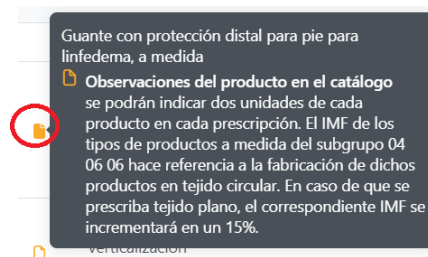 Guante con protección distal para pie para
linfedema, a medida
Observaciones del producto en el catálogo
se podrán indicar dos unidades de cada
producto en cada prescripción. El IMF de los
tipos de productos a medida del subgrupo 04
06 06 hace referencia a la fabricación de dichos
productos en tejido circular. En caso de que se
prescriba tejido plano, el correspondiente IMF se
incrementará en un 15%.
Verticalización